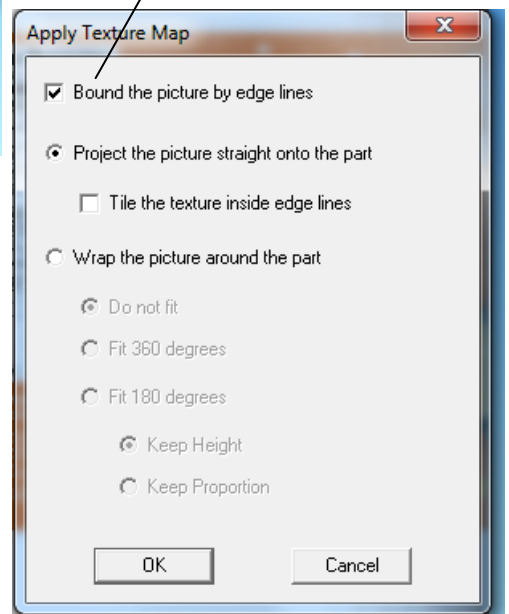 Apply Texture Map
Bound the picture by edge lines
Project the picture straight onto the part
Tile the texture inside edge lines
Wrap the picture around the part
Do not fit
Fit 360 degrees
Fit 180 degrees
Keep Height
Keep Proportion
OK Cancel